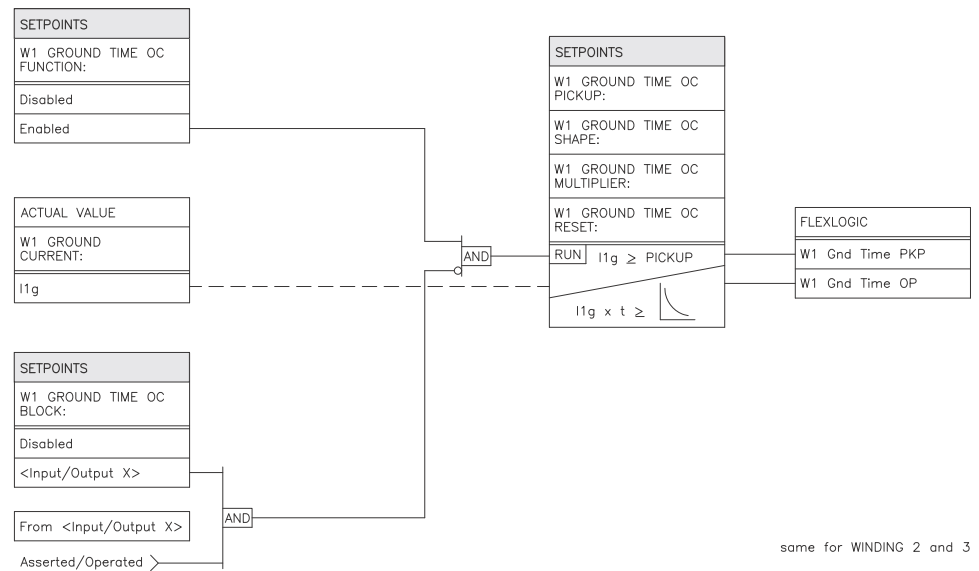 SETPOINTS
W1 GROUND TIME OC
FUNCTION:
Disabled
Enabled
ACTUAL VALUE
W1 GROUND
CURRENT:
I1g
SETPOINTS
W1 GROUND TIME OC
BLOCK:
Disabled
<Input/Output X>
From <Input/Output X>
Asserted/Operated
AND
AND
SETPOINTS
W1 GROUND TIME OC
PICKUP:
W1 GROUND TIME OC
SHAPE:
W1 GROUND TIME OC
MULTIPLIER:
W1 GROUND TIME OC
RESET:
RUN I1g ≥ PICKUP
I1g x t ≥
FLEXLOGIC
W1 Gnd Time PKP
W1 Gnd Time OP
same for WINDING 2 and 3